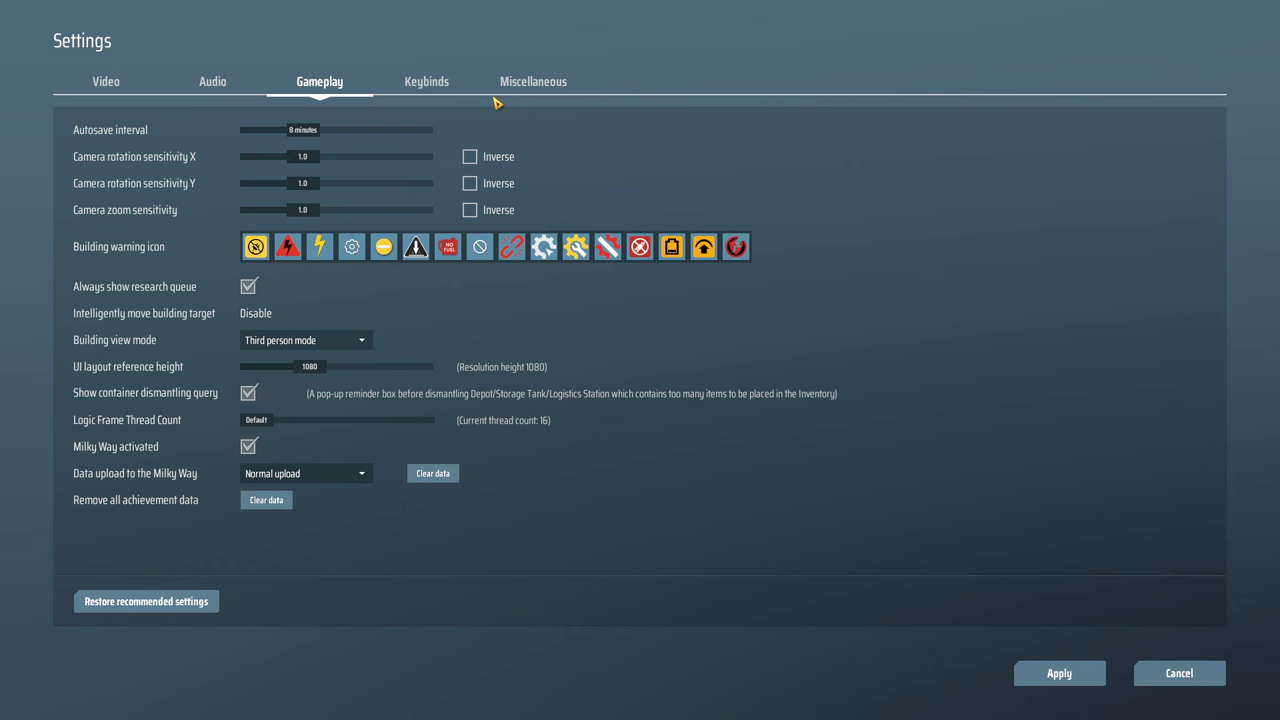 Settings
Video Audio Gameplay Keybinds Miscellaneous
Autosave interval 8 minutes
Camera rotation sensitivity X 1.0 Inverse
Camera rotation sensitivity Y 1.0 Inverse
Camera zoom sensitivity 1.0 Inverse
Building warning icon NO FUEL
Always show research queue
Intelligently move building target Disable
Building view mode Third person mode
UI layout reference height 1080 (Resolution height 1080)
Show container dismantling query (A pop-up reminder box before dismantling Depot/Storage Tank/Logistics Station which contains too many items to be placed in the Inventory)
Logic Frame Thread Count Default (Current thread count: 16)
Milky Way activated
Data upload to the Milky Way Normal upload Clear data
Remove all achievement data Clear data
Restore recommended settings
Apply Cancel